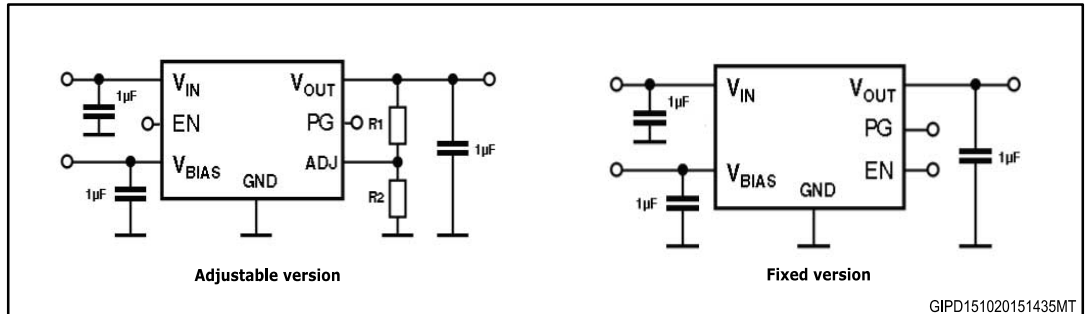 V_IN
V_OUT
1μF
EN
PG
R1
1μF
V_BIAS
ADJ
1μF
GND
R2
Adjustable version
V_IN
V_OUT
1μF
PG
1μF
V_BIAS
EN
1μF
GND
Fixed version
GIPD151020151435MT